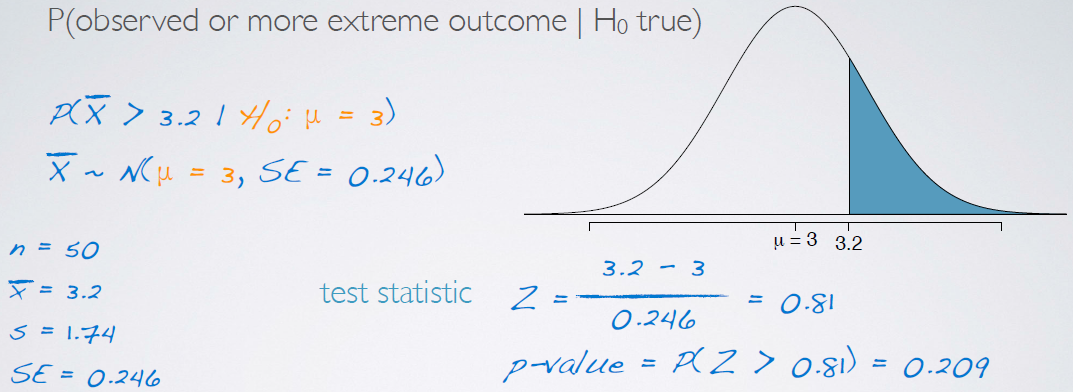 P(observed or more extreme outcome | H₀ true)
P(X̅ > 3.2 | H₀: μ = 3)
X̅ ~ N(μ = 3, SE = 0.246)
μ = 3 3.2
n = 50
x̅ = 3.2
s = 1.74
SE = 0.246
test statistic
Z = (3.2 - 3) / 0.246 = 0.81
p-value = P(Z > 0.81) = 0.209